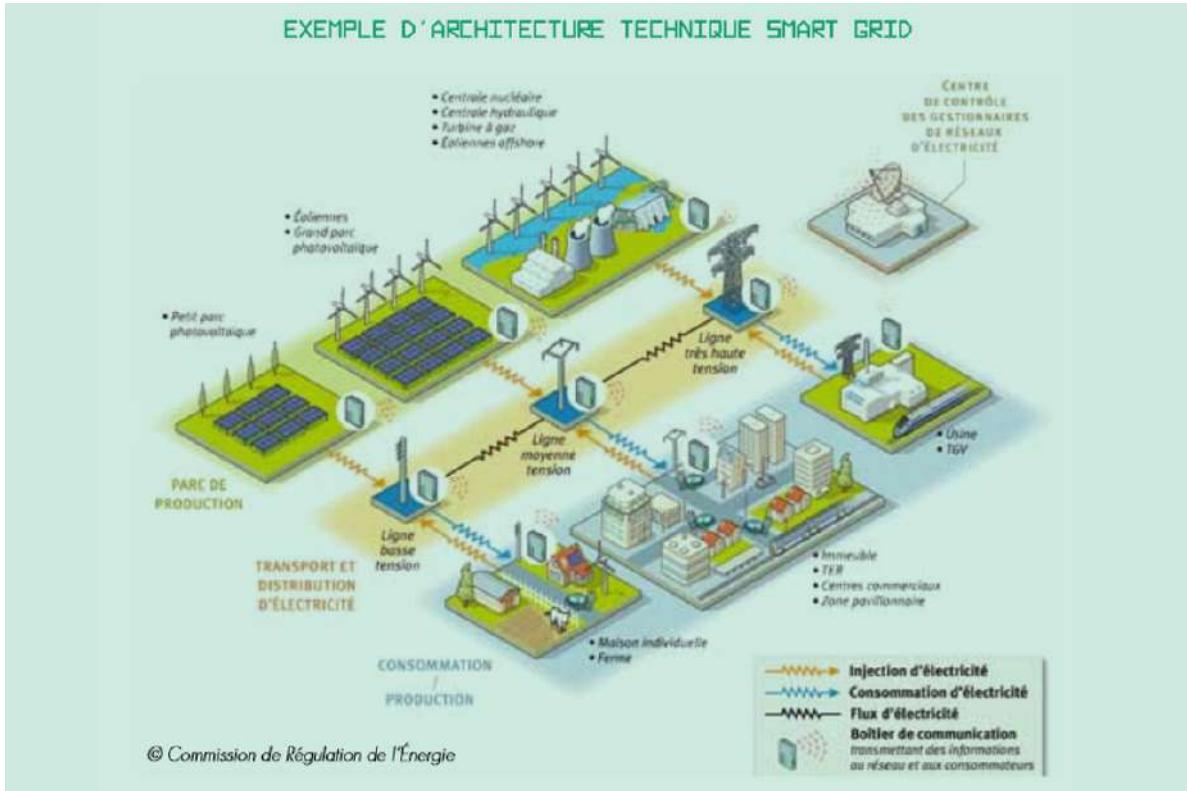 EXEMPLE D'ARCHITECTURE TECHNIQUE SMART GRID
• Centrale nucléaire
• Centrale hydraulique
• Turbine à gaz
• Éoliennes offshore
CENTRE
DE CONTRÔLE
DES GESTIONNAIRES
DE RÉSEAUX
D'ÉLECTRICITÉ
• Éoliennes
• Grand parc
photovoltaïque
• Petit parc
photovoltaïque
Ligne
très haute
tension
• Usine
• TGV
Ligne
moyenne
tension
PARC DE
PRODUCTION
Ligne
basse
tension
TRANSPORT ET
DISTRIBUTION
D'ÉLECTRICITÉ
• Immeuble
• TER
• Centres commerciaux
• Zone pavillonnaire
• Maison individuelle
• Ferme
CONSOMMATION
/
PRODUCTION
Injection d'électricité
Consommation d'électricité
Flux d'électricité
Boîtier de communication
transmettant des informations
au réseau et aux consommateurs
© Commission de Régulation de l'Énergie